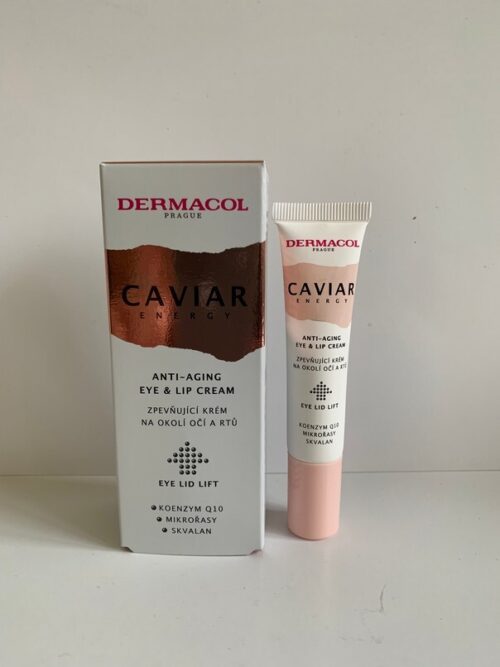 DERMACOL
PRAGUE
CAVIAR
ENERGY
ANTI-AGING
EYE & LIP CREAM
ZPEVŇUJÍCÍ KRÉM
NA OKOLÍ OČÍ A RTŮ
EYE LID LIFT
KOENZYM Q10
MIKROŘASY
SKVALAN
DERMACOL
PRAGUE
CAVIAR
ENERGY
ANTI-AGING
EYE & LIP CREAM
ZPEVŇUJÍCÍ KRÉM
NA OKOLÍ OČÍ A RTŮ
EYE LID LIFT
KOENZYM Q10
MIKROŘASY
SKVALAN